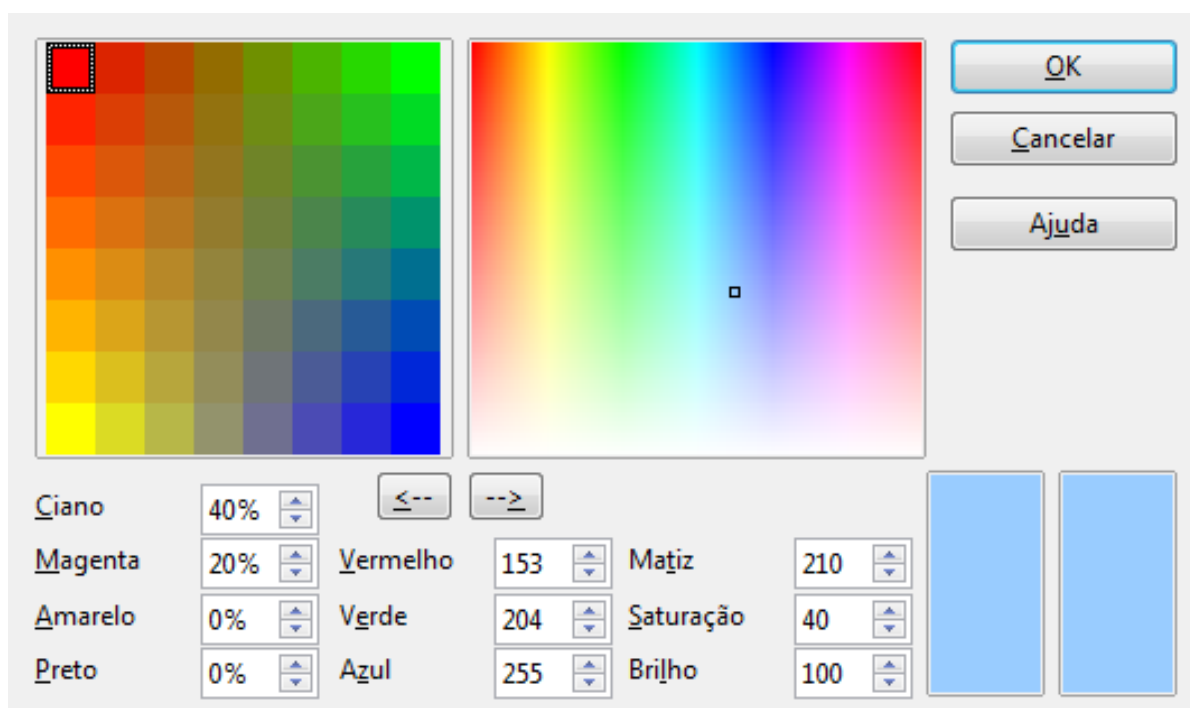 OK
Cancelar
Ajuda
<-- -->
Ciano 40%
Magenta 20% Vermelho 153 Matiz 210
Amarelo 0% Verde 204 Saturação 40
Preto 0% Azul 255 Brilho 100